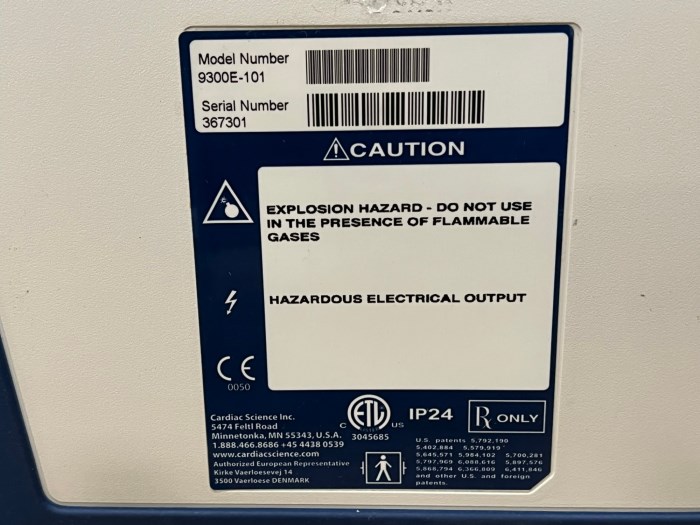 Model Number
9300E-101
Serial Number
367301
CAUTION
EXPLOSION HAZARD - DO NOT USE
IN THE PRESENCE OF FLAMMABLE
GASES
HAZARDOUS ELECTRICAL OUTPUT
CE
0050
Cardiac Science Inc.
5474 Feltl Road
Minnetonka, MN 55343, U.S.A.
1.888.466.8686 +45 4438 0539
www.cardiacscience.com
Authorized European Representative
Kirke Vaerloesevej 14
3500 Vaerloese DENMARK
C ETL US
3045685
IP24
Rx ONLY
U.S. patents 5,792,190
5,402,884 5,579,919
5,645,571 5,984,102 5,700,281
5,797,969 6,088,616 5,897,576
5,868,794 6,366,809 6,411,846
and other U.S. and foreign
patents.